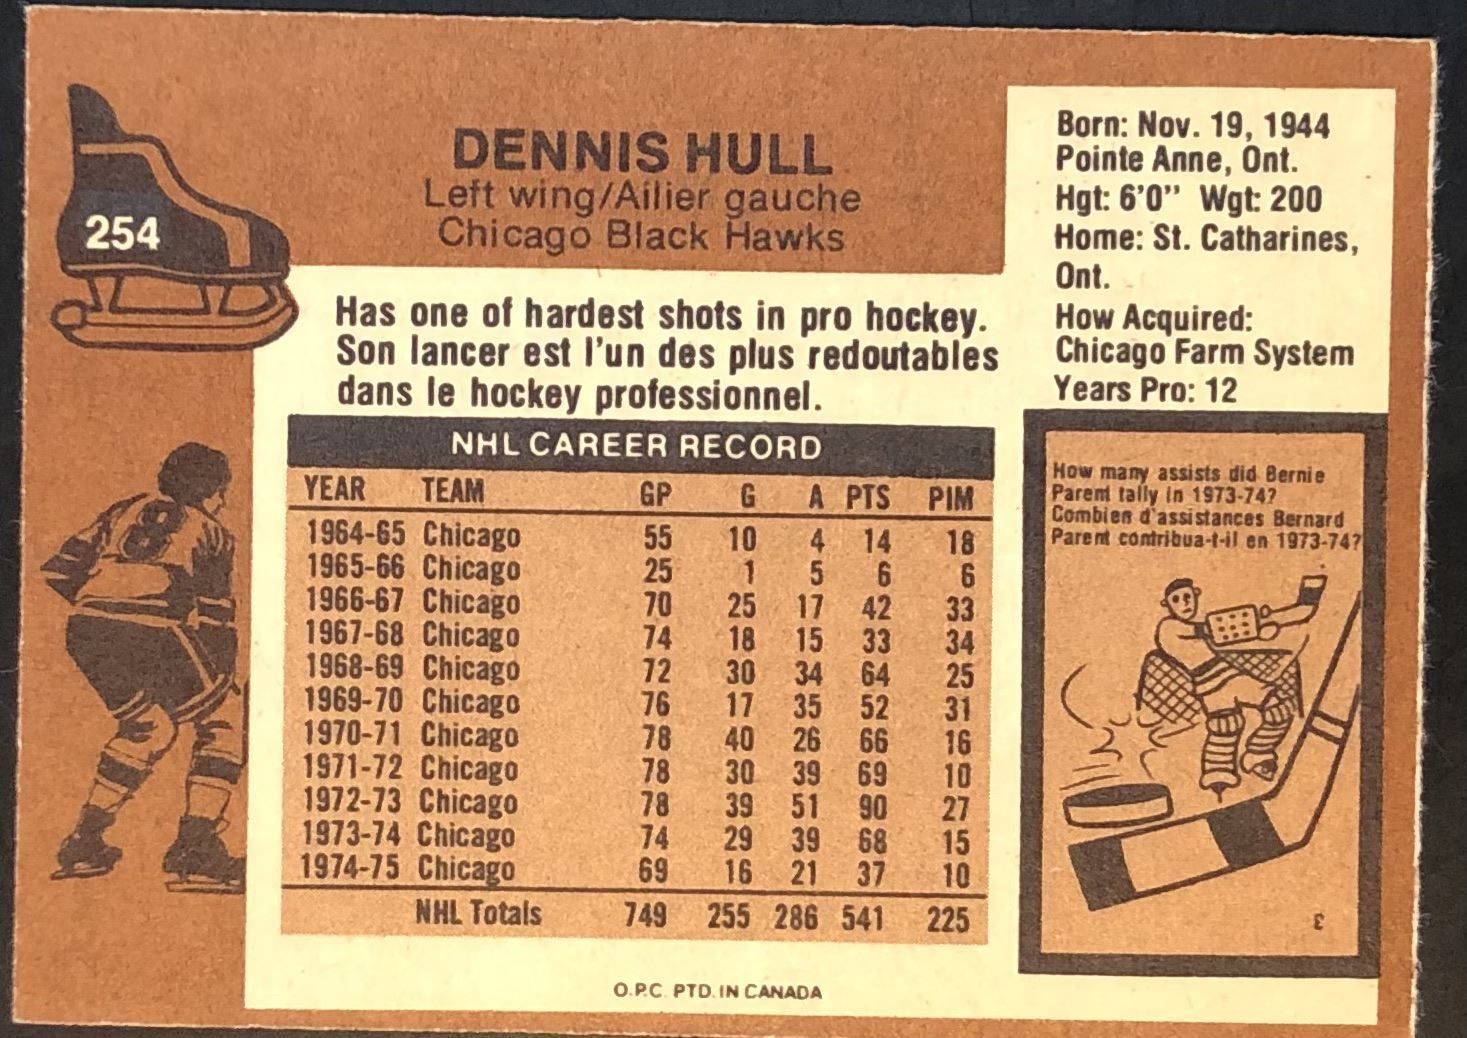 254
DENNIS HULL
Left wing/Ailier gauche
Chicago Black Hawks
Born: Nov. 19, 1944
Pointe Anne, Ont.
Hgt: 6'0" Wgt: 200
Home: St. Catharines,
Ont.
How Acquired:
Chicago Farm System
Years Pro: 12
Has one of hardest shots in pro hockey.
Son lancer est l'un des plus redoutables
dans le hockey professionnel.
NHL CAREER RECORD
YEAR TEAM GP G A PTS PIM
1964-65 Chicago 55 10 4 14 18
1965-66 Chicago 25 1 5 6 6
1966-67 Chicago 70 25 17 42 33
1967-68 Chicago 74 18 15 33 34
1968-69 Chicago 72 30 34 64 25
1969-70 Chicago 76 17 35 52 31
1970-71 Chicago 78 40 26 66 16
1971-72 Chicago 78 30 39 69 10
1972-73 Chicago 78 39 51 90 27
1973-74 Chicago 74 29 39 68 15
1974-75 Chicago 69 16 21 37 10
NHL Totals 749 255 286 541 225
How many assists did Bernie
Parent tally in 1973-74?
Combien d'assistances Bernard
Parent contribua-t-il en 1973-74?
3
8
O.P.C. PTD. IN CANADA